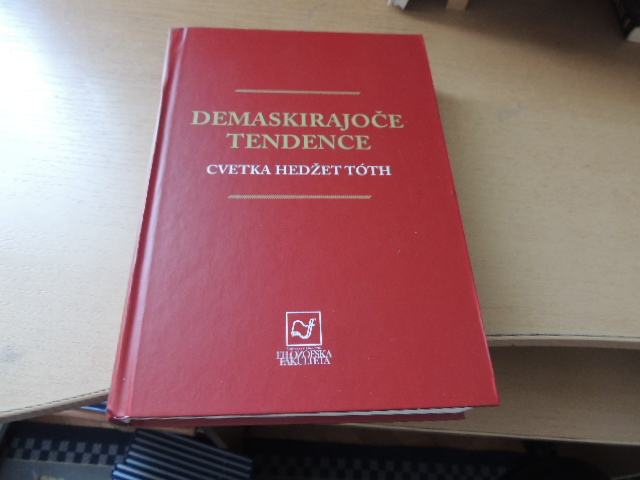 DEMASKIRAJOČE
TENDENCE
CVETKA HEDŽET TÓTH
FILOZOFSKA
FAKULTETA